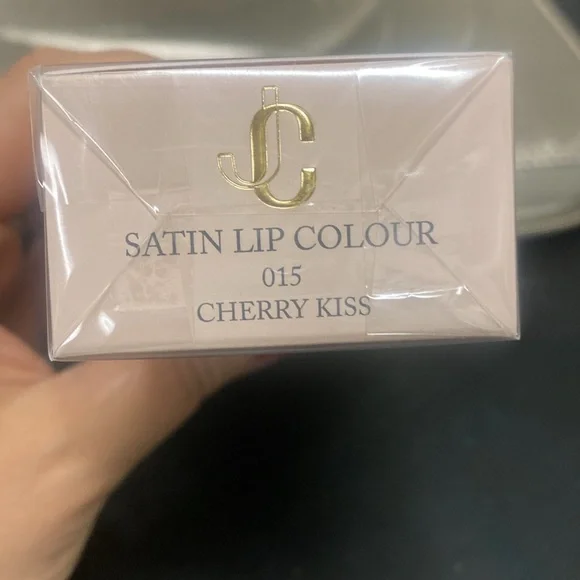 JC
SATIN LIP COLOUR
015
CHERRY KISS